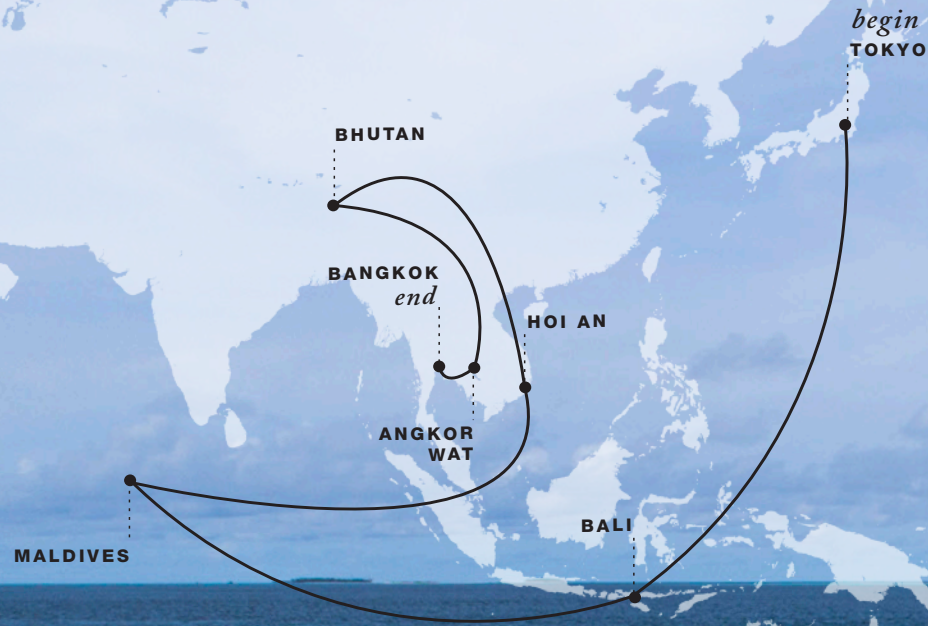 begin
TOKYO
BHUTAN
BANGKOK
end
HOI AN
ANGKOR
WAT
BALI
MALDIVES